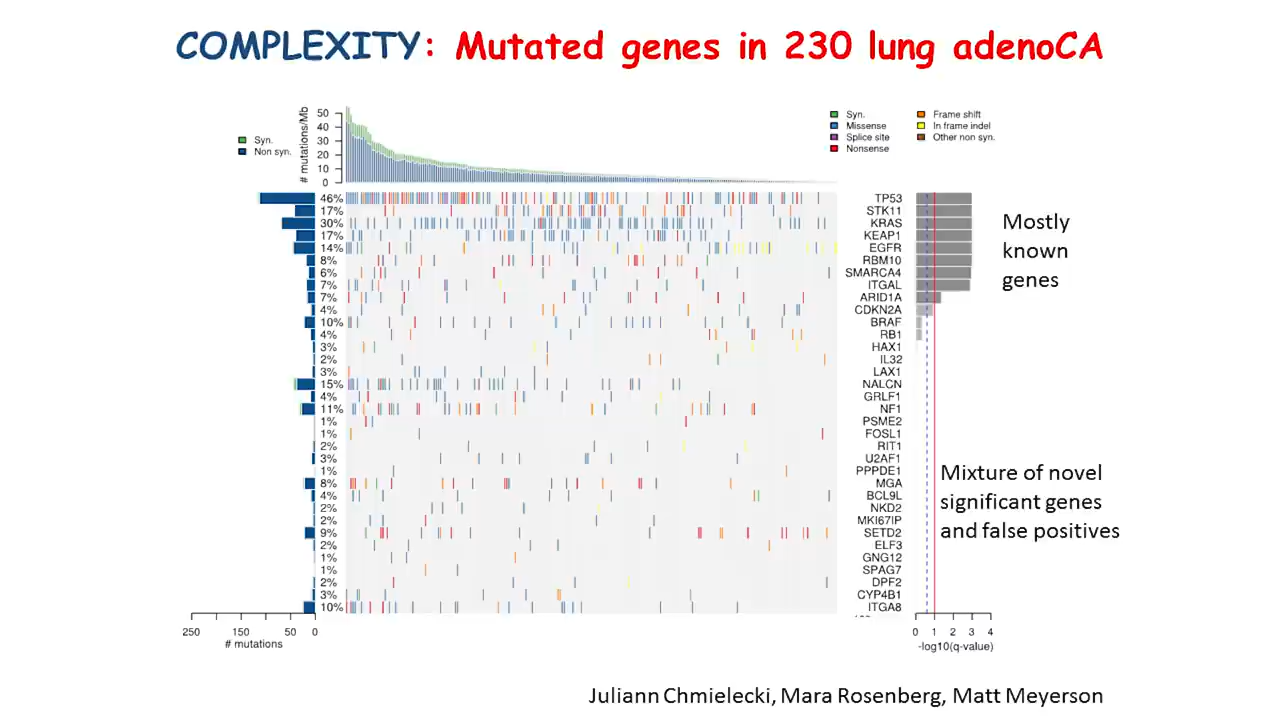 COMPLEXITY: Mutated genes in 230 lung adenoCA
Syn.
Non syn.
# mutations/Mb
50
40
30
20
10
0
Syn.
Missense
Splice site
Nonsense
Frame shift
In frame indel
Other non syn.
46% TP53
17% STK11
30% KRAS
17% KEAP1
14% EGFR
8% RBM10
6% SMARCA4
7% ITGAL
7% ARID1A
4% CDKN2A
10% BRAF
4% RB1
3% HAX1
2% IL32
3% LAX1
15% NALCN
4% GRLF1
11% NF1
1% PSME2
1% FOSL1
2% RIT1
3% U2AF1
1% PPPDE1
8% MGA
4% BCL9L
2% NKD2
2% MKI67IP
9% SETD2
2% ELF3
1% GNG12
1% SPAG7
2% DPF2
3% CYP4B1
10% ITGA8
Mostly
known
genes
Mixture of novel
significant genes
and false positives
250 150 50 0
# mutations
0 1 2 3 4
-log10(q-value)
Juliann Chmielecki, Mara Rosenberg, Matt Meyerson